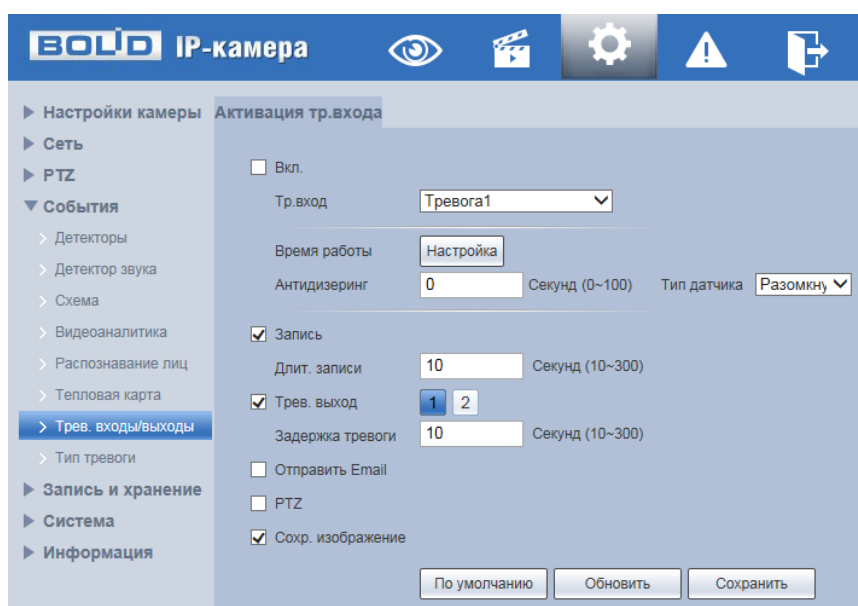 BOLID IP-камера
Настройки камеры
Сеть
PTZ
События
Детекторы
Детектор звука
Схема
Видеоаналитика
Распознавание лиц
Тепловая карта
Трев. входы/выходы
Тип тревоги
Запись и хранение
Система
Информация
Активация тр.входа
Вкл.
Тр.вход Тревога1
Время работы Настройка
Антидизеринг 0 Секунд (0~100) Тип датчика Разомкну
Запись
Длит. записи 10 Секунд (10~300)
Трев. выход 1 2
Задержка тревоги 10 Секунд (10~300)
Отправить Email
PTZ
Сохр. изображение
По умолчанию Обновить Сохранить